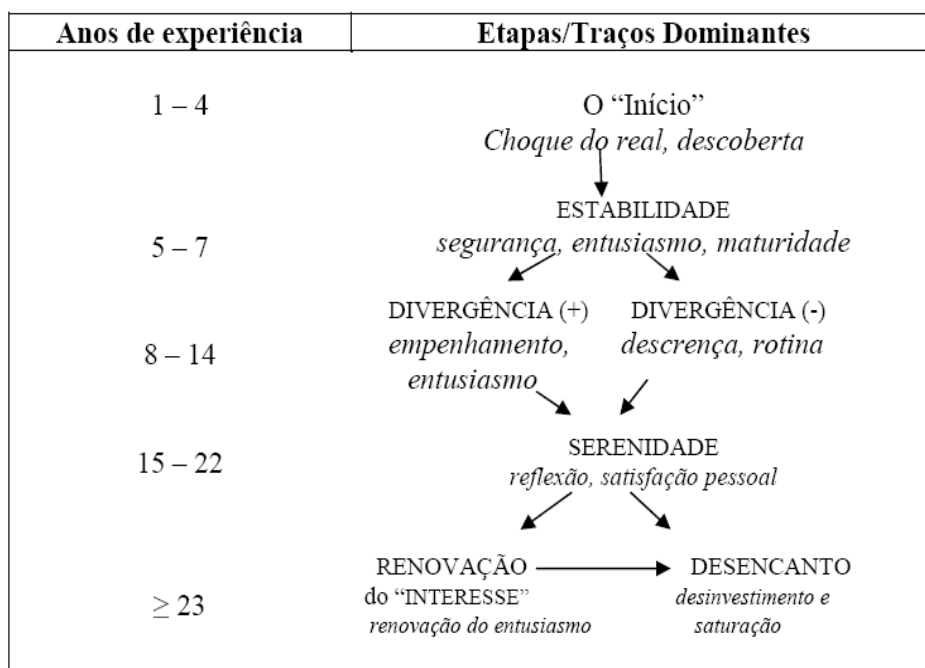 Anos de experiência Etapas/Traços Dominantes
1 – 4 O “Início”
Choque do real, descoberta
ESTABILIDADE
5 – 7 segurança, entusiasmo, maturidade
DIVERGÊNCIA (+) DIVERGÊNCIA (-)
8 – 14 empenhamento, descrença, rotina
entusiasmo
SERENIDADE
15 – 22 reflexão, satisfação pessoal
RENOVAÇÃO DESENCANTO
≥ 23 do “INTERESSE” desinvestimento e
renovação do entusiasmo saturação